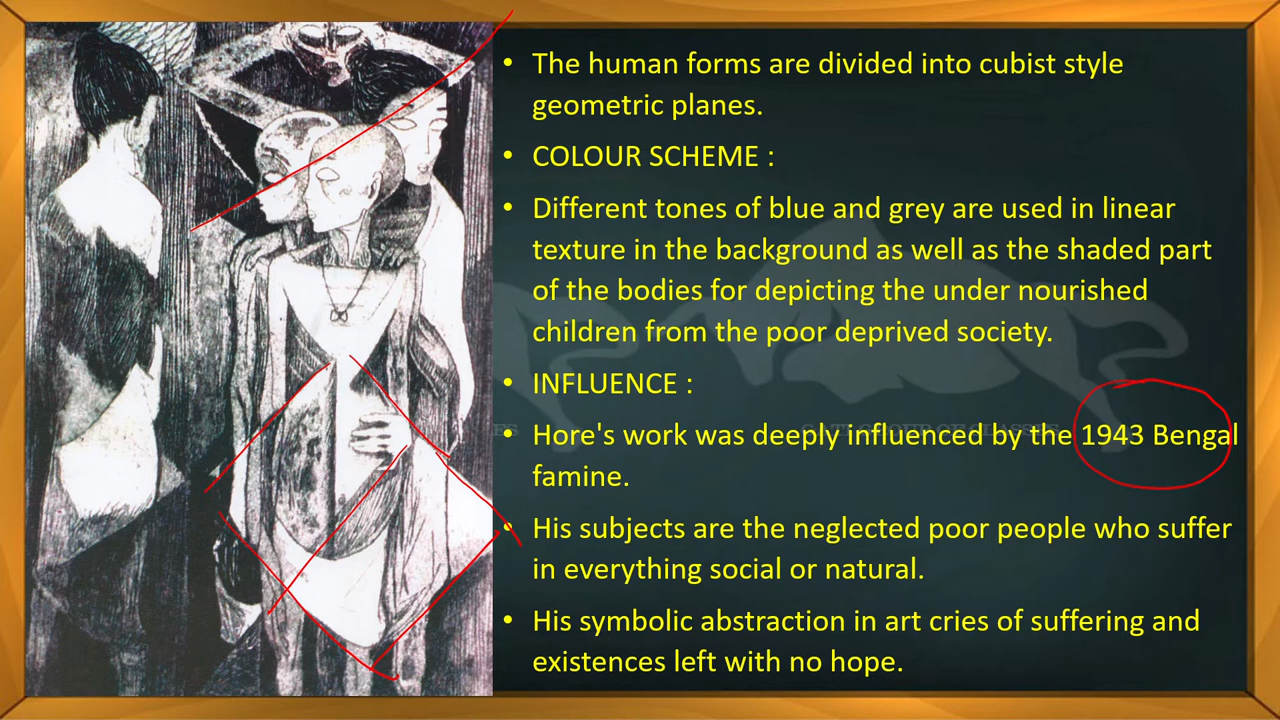 • The human forms are divided into cubist style
geometric planes.
• COLOUR SCHEME :
• Different tones of blue and grey are used in linear
texture in the background as well as the shaded part
of the bodies for depicting the under nourished
children from the poor deprived society.
• INFLUENCE :
• Hore's work was deeply influenced by the 1943 Bengal
famine.
• His subjects are the neglected poor people who suffer
in everything social or natural.
• His symbolic abstraction in art cries of suffering and
existences left with no hope.